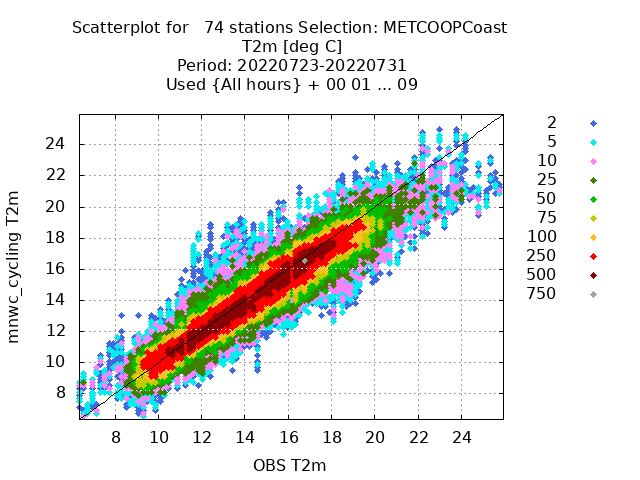 Scatterplot for   74 stations Selection: METCOOPCoast
T2m [deg C]
Period: 20220723-20220731
Used {All hours} + 00 01 ... 09
mnwc_cycling T2m
24
22
20
18
16
14
12
10
8
8 10 12 14 16 18 20 22 24
OBS T2m
2
5
10
25
50
75
100
250
500
750